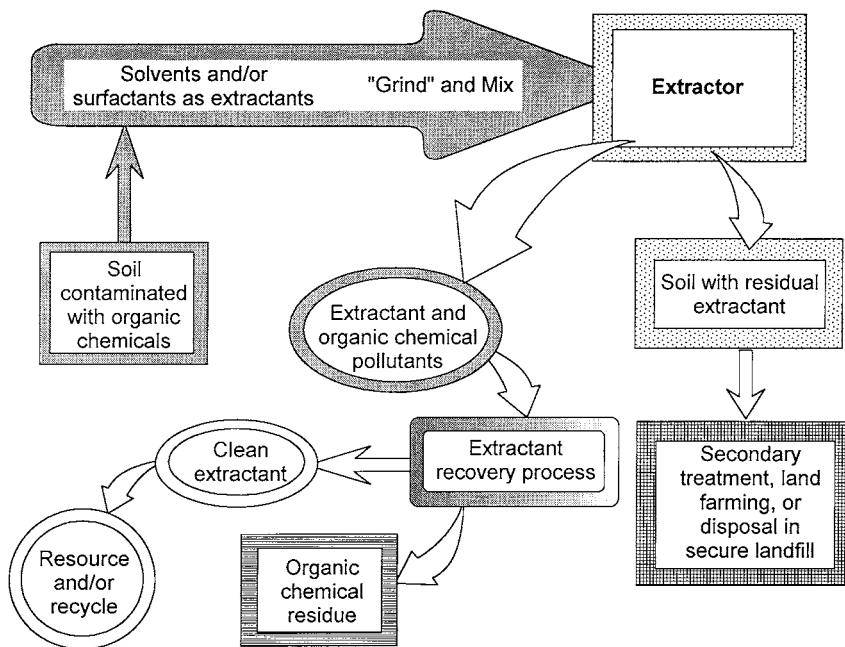 Solvents and/or
surfactants as extractants
"Grind" and Mix
Extractor
Soil
contaminated
with organic
chemicals
Extractant and
organic chemical
pollutants
Soil with residual
extractant
Clean
extractant
Extractant
recovery process
Secondary
treatment, land
farming, or
disposal in
secure landfill
Resource
and/or
recycle
Organic
chemical
residue